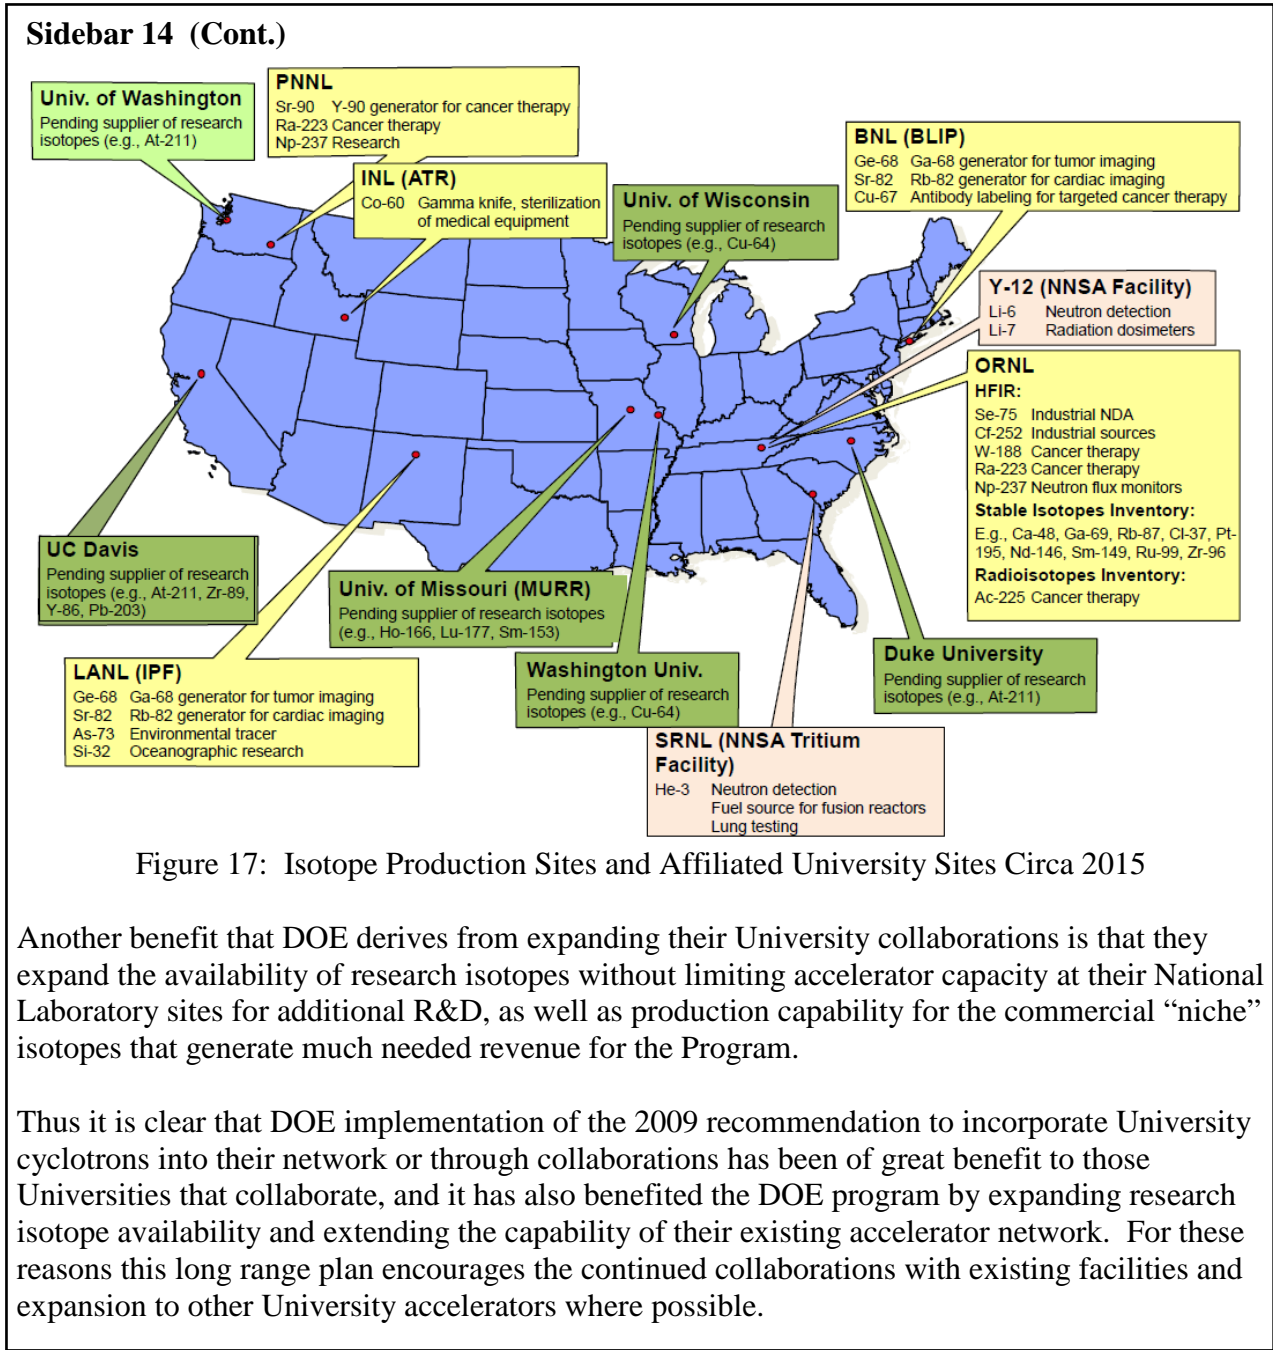 Sidebar 14  (Cont.)
Univ. of Washington
Pending supplier of research
isotopes (e.g., At-211)
PNNL
Sr-90 Y-90 generator for cancer therapy
Ra-223 Cancer therapy
Np-237 Research
INL (ATR)
Co-60 Gamma knife, sterilization
of medical equipment
Univ. of Wisconsin
Pending supplier of research
isotopes (e.g., Cu-64)
BNL (BLIP)
Ge-68 Ga-68 generator for tumor imaging
Sr-82 Rb-82 generator for cardiac imaging
Cu-67 Antibody labeling for targeted cancer therapy
Y-12 (NNSA Facility)
Li-6 Neutron detection
Li-7 Radiation dosimeters
ORNL
HFIR:
Se-75 Industrial NDA
Cf-252 Industrial sources
W-188 Cancer therapy
Ra-223 Cancer therapy
Np-237 Neutron flux monitors
Stable Isotopes Inventory:
E.g., Ca-48, Ga-69, Rb-87, Cl-37, Pt-
195, Nd-146, Sm-149, Ru-99, Zr-96
Radioisotopes Inventory:
Ac-225 Cancer therapy
UC Davis
Pending supplier of research
isotopes (e.g., At-211, Zr-89,
Y-86, Pb-203)
Univ. of Missouri (MURR)
Pending supplier of research isotopes
(e.g., Ho-166, Lu-177, Sm-153)
LANL (IPF)
Ge-68 Ga-68 generator for tumor imaging
Sr-82 Rb-82 generator for cardiac imaging
As-73 Environmental tracer
Si-32 Oceanographic research
Washington Univ.
Pending supplier of research
isotopes (e.g., Cu-64)
Duke University
Pending supplier of research
isotopes (e.g., At-211)
SRNL (NNSA Tritium
Facility)
He-3 Neutron detection
Fuel source for fusion reactors
Lung testing
Figure 17:  Isotope Production Sites and Affiliated University Sites Circa 2015
Another benefit that DOE derives from expanding their University collaborations is that they
expand the availability of research isotopes without limiting accelerator capacity at their National
Laboratory sites for additional R&D, as well as production capability for the commercial “niche”
isotopes that generate much needed revenue for the Program.
Thus it is clear that DOE implementation of the 2009 recommendation to incorporate University
cyclotrons into their network or through collaborations has been of great benefit to those
Universities that collaborate, and it has also benefited the DOE program by expanding research
isotope availability and extending the capability of their existing accelerator network.  For these
reasons this long range plan encourages the continued collaborations with existing facilities and
expansion to other University accelerators where possible.